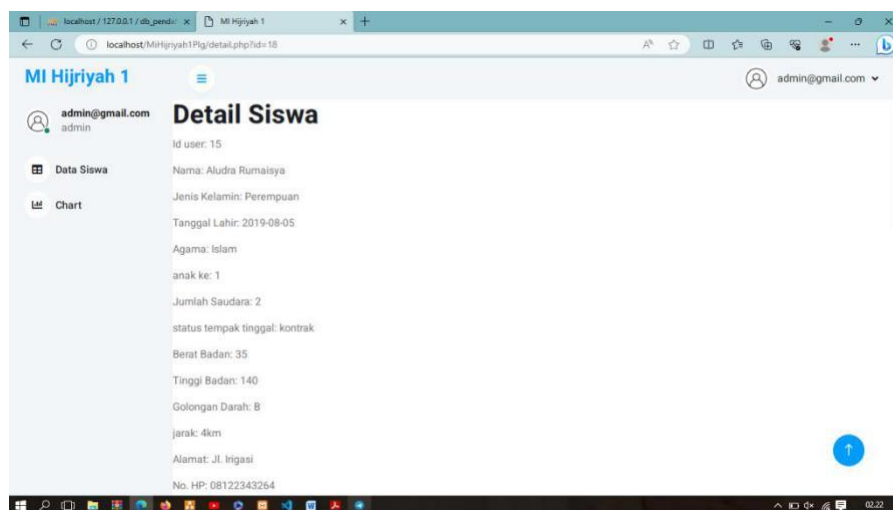 localhost / 127.0.0.1 / db_penda
MI Hijriyah 1
localhost/MiHijriyah1Plg/detail.php?id=18
MI Hijriyah 1
admin@gmail.com
admin@gmail.com
admin
Data Siswa
Chart
Detail Siswa
Id user: 15
Nama: Aludra Rumaisya
Jenis Kelamin: Perempuan
Tanggal Lahir: 2019-08-05
Agama: Islam
anak ke: 1
Jumlah Saudara: 2
status tempak tinggal: kontrak
Berat Badan: 35
Tinggi Badan: 140
Golongan Darah: B
jarak: 4km
Alamat: Jl. Irigasi
No. HP: 08122343264
02.22